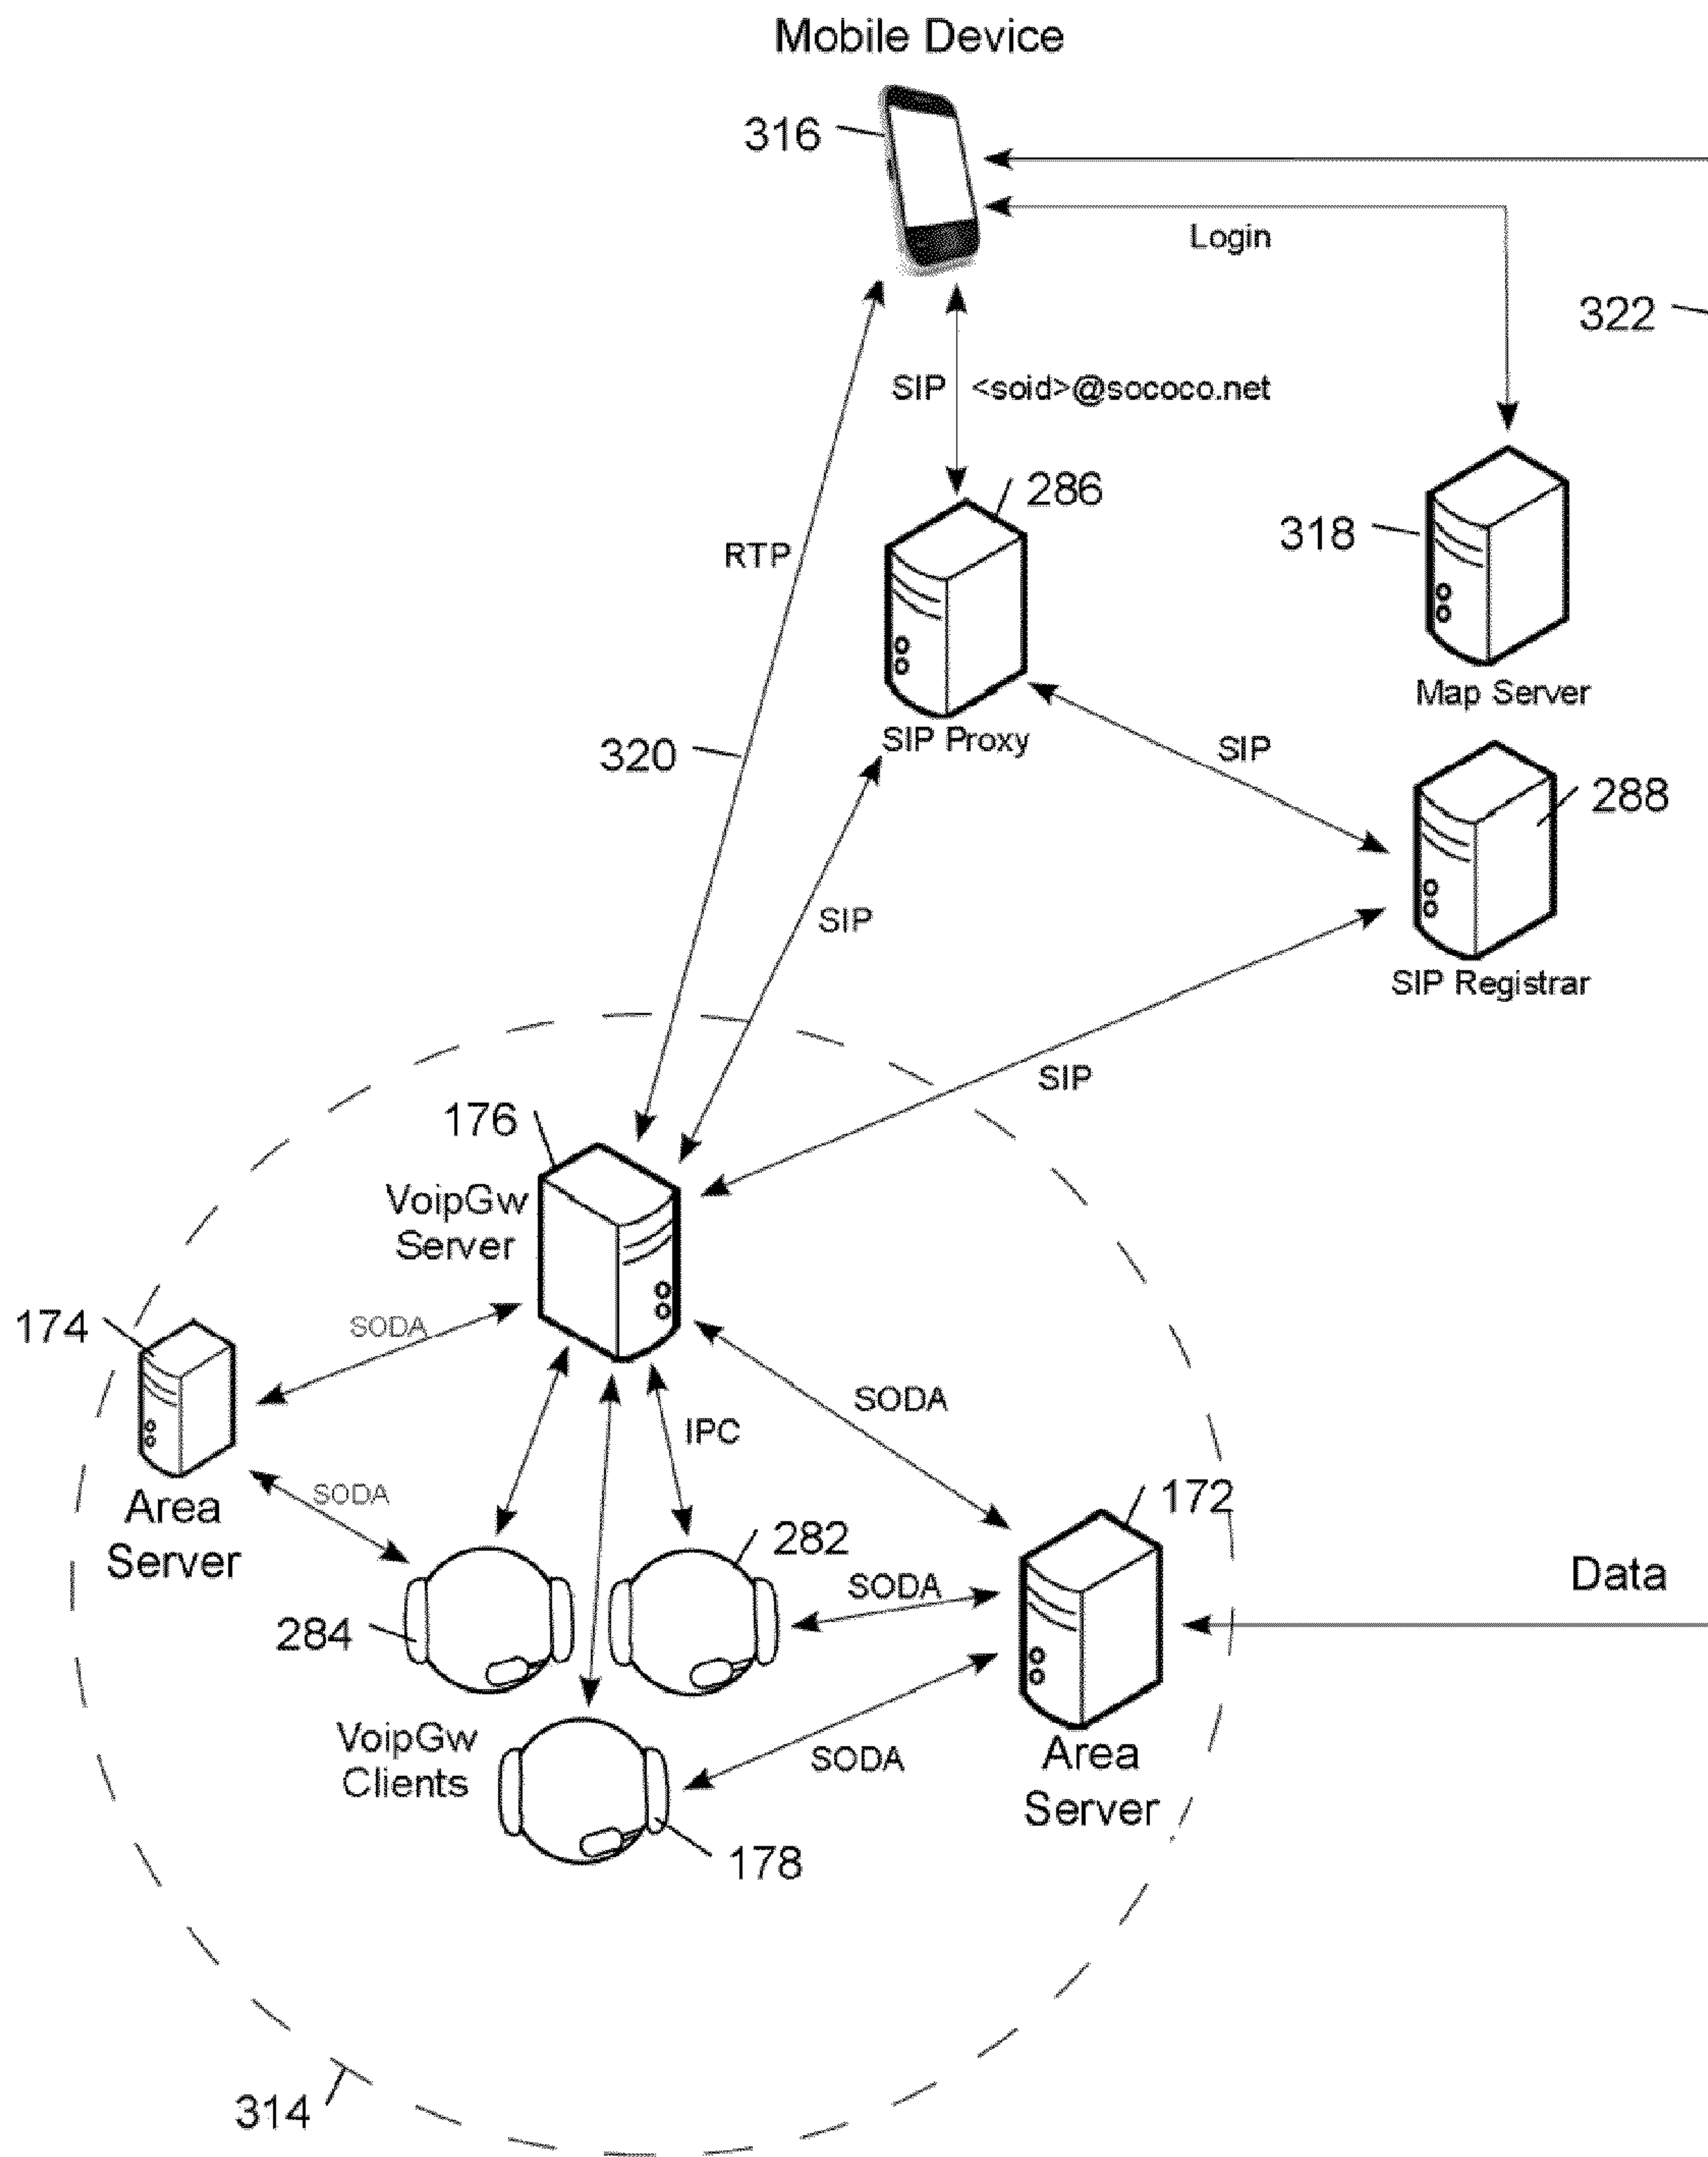 Mobile Device
316
Login
322
SIP <soid>@sococo.net
286
318
RTP
Map Server
SIP Proxy
320
SIP
288
SIP
SIP Registrar
SIP
176
VoipGw
Server
174
SODA
SODA
IPC
SODA
172
Area
Server
282
Data
SODA
284
VoipGw
Clients
SODA
Area
Server
178
314